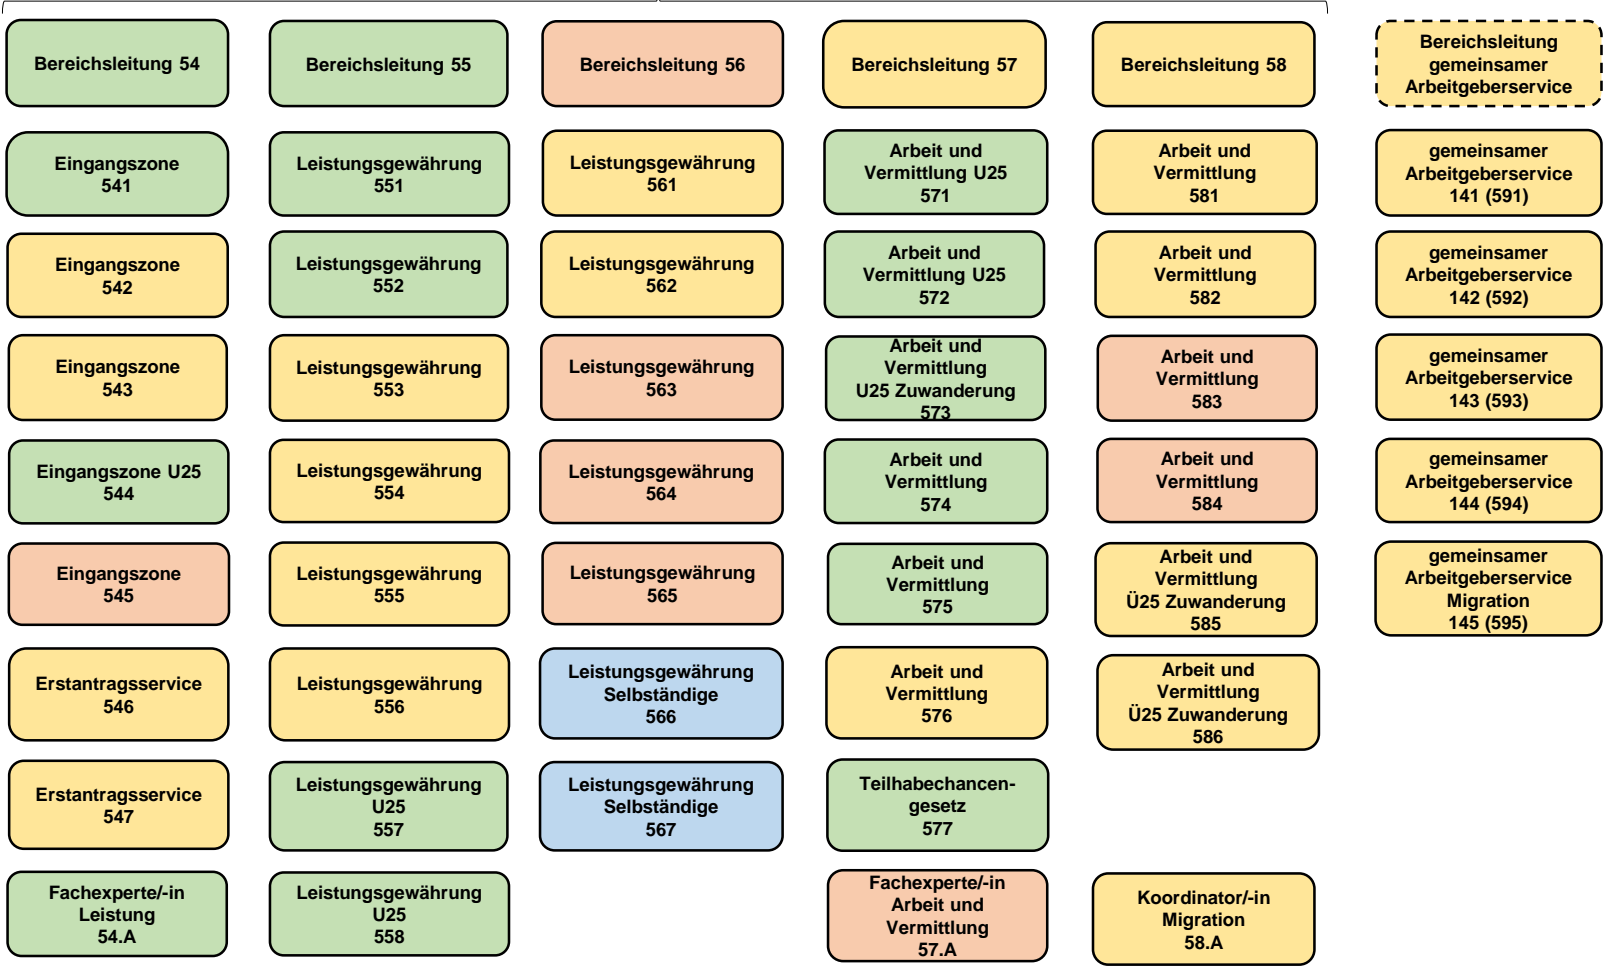 Bereichsleitung 54
Eingangszone
541
Eingangszone
542
Eingangszone
543
Eingangszone U25
544
Eingangszone
545
Erstantragsservice
546
Erstantragsservice
547
Fachexperte/-in
Leistung
54.A
Bereichsleitung 55
Leistungsgewährung
551
Leistungsgewährung
552
Leistungsgewährung
553
Leistungsgewährung
554
Leistungsgewährung
555
Leistungsgewährung
556
Leistungsgewährung
U25
557
Leistungsgewährung
U25
558
Bereichsleitung 56
Leistungsgewährung
561
Leistungsgewährung
562
Leistungsgewährung
563
Leistungsgewährung
564
Leistungsgewährung
565
Leistungsgewährung
Selbständige
566
Leistungsgewährung
Selbständige
567
Bereichsleitung 57
Arbeit und
Vermittlung U25
571
Arbeit und
Vermittlung U25
572
Arbeit und
Vermittlung
U25 Zuwanderung
573
Arbeit und
Vermittlung
574
Arbeit und
Vermittlung
575
Arbeit und
Vermittlung
576
Teilhabechancen-
gesetz
577
Fachexperte/-in
Arbeit und
Vermittlung
57.A
Bereichsleitung 58
Arbeit und
Vermittlung
581
Arbeit und
Vermittlung
582
Arbeit und
Vermittlung
583
Arbeit und
Vermittlung
584
Arbeit und
Vermittlung
Ü25 Zuwanderung
585
Arbeit und
Vermittlung
Ü25 Zuwanderung
586
Koordinator/-in
Migration
58.A
Bereichsleitung
gemeinsamer
Arbeitgeberservice
gemeinsamer
Arbeitgeberservice
141 (591)
gemeinsamer
Arbeitgeberservice
142 (592)
gemeinsamer
Arbeitgeberservice
143 (593)
gemeinsamer
Arbeitgeberservice
144 (594)
gemeinsamer
Arbeitgeberservice
Migration
145 (595)